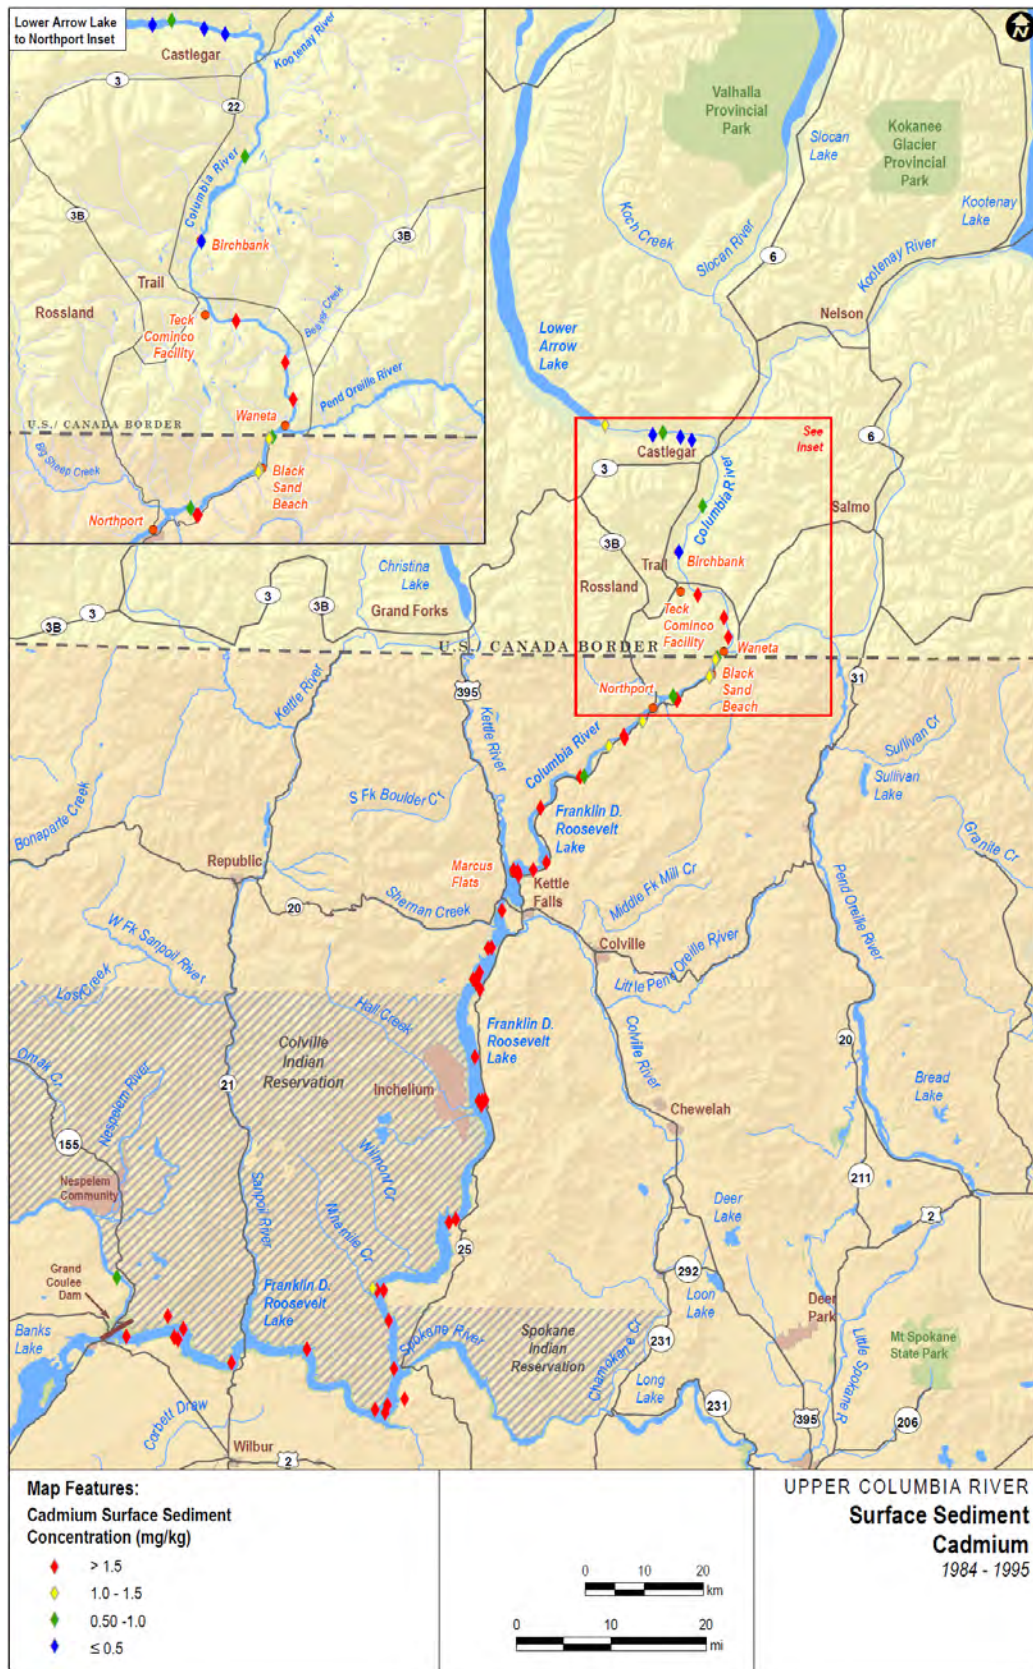 Lower Arrow Lake
to Northport Inset
Castlegar
Kootenay River
3
22
Columbia River
3B
3B
Birchbank
Trail
Rossland
Teck
Cominco
Facility
Beaver Creek
Pend Oreille River
Waneta
U.S./ CANADA BORDER
Big Sheep Creek
Black
Sand
Beach
Northport
N
Valhalla
Provincial
Park
Slocan
Lake
Kokanee
Glacier
Provincial
Park
Kootenay
Lake
Koch Creek
Slocan River
6
Kootenay River
Nelson
Lower
Arrow
Lake
See
Inset
6
Castlegar
3
Columbia River
Salmo
3B
Birchbank
Trail
Rossland
Teck
Cominco
Facility
Christina
Lake
3
3B
3B
3
Grand Forks
U.S./ CANADA BORDER
Waneta
Black
Sand
Beach
Northport
31
395
Kettle River
Kettle River
Columbia River
Sullivan Cr
Sullivan
Lake
Bonaparte Creek
S Fk Boulder Cr
Franklin D.
Roosevelt
Lake
Granite Cr
Republic
Marcus
Flats
Kettle
Falls
Middle Fk Mill Cr
Pend Oreille River
20
Sherman Creek
W Fk Sanpoil River
Colville
Little Pend Oreille River
Lost Creek
Hall Creek
Franklin D.
Roosevelt
Lake
Colville
Indian
Reservation
Colville River
20
Omak Cr
21
Inchelium
Bread
Lake
Nespelem River
Chewelah
155
Wilmont Cr
Nespelem
Community
Sanpoil River
Ninemile Cr
211
Deer
Lake
2
25
Grand
Coulee
Dam
292
Loon
Lake
Franklin D.
Roosevelt
Lake
Deer
Park
Banks
Lake
Spokane River
Spokane
Indian
Reservation
Chamokane Cr
231
Mt Spokane
State Park
Little Spokane R
Long
Lake
231
395
206
Corbett Draw
Wilbur
2
Map Features:
Cadmium Surface Sediment
Concentration (mg/kg)
> 1.5
1.0 - 1.5
0.50 -1.0
≤ 0.5
0 10 20
km
0 10 20
mi
UPPER COLUMBIA RIVER
Surface Sediment
Cadmium
1984 - 1995